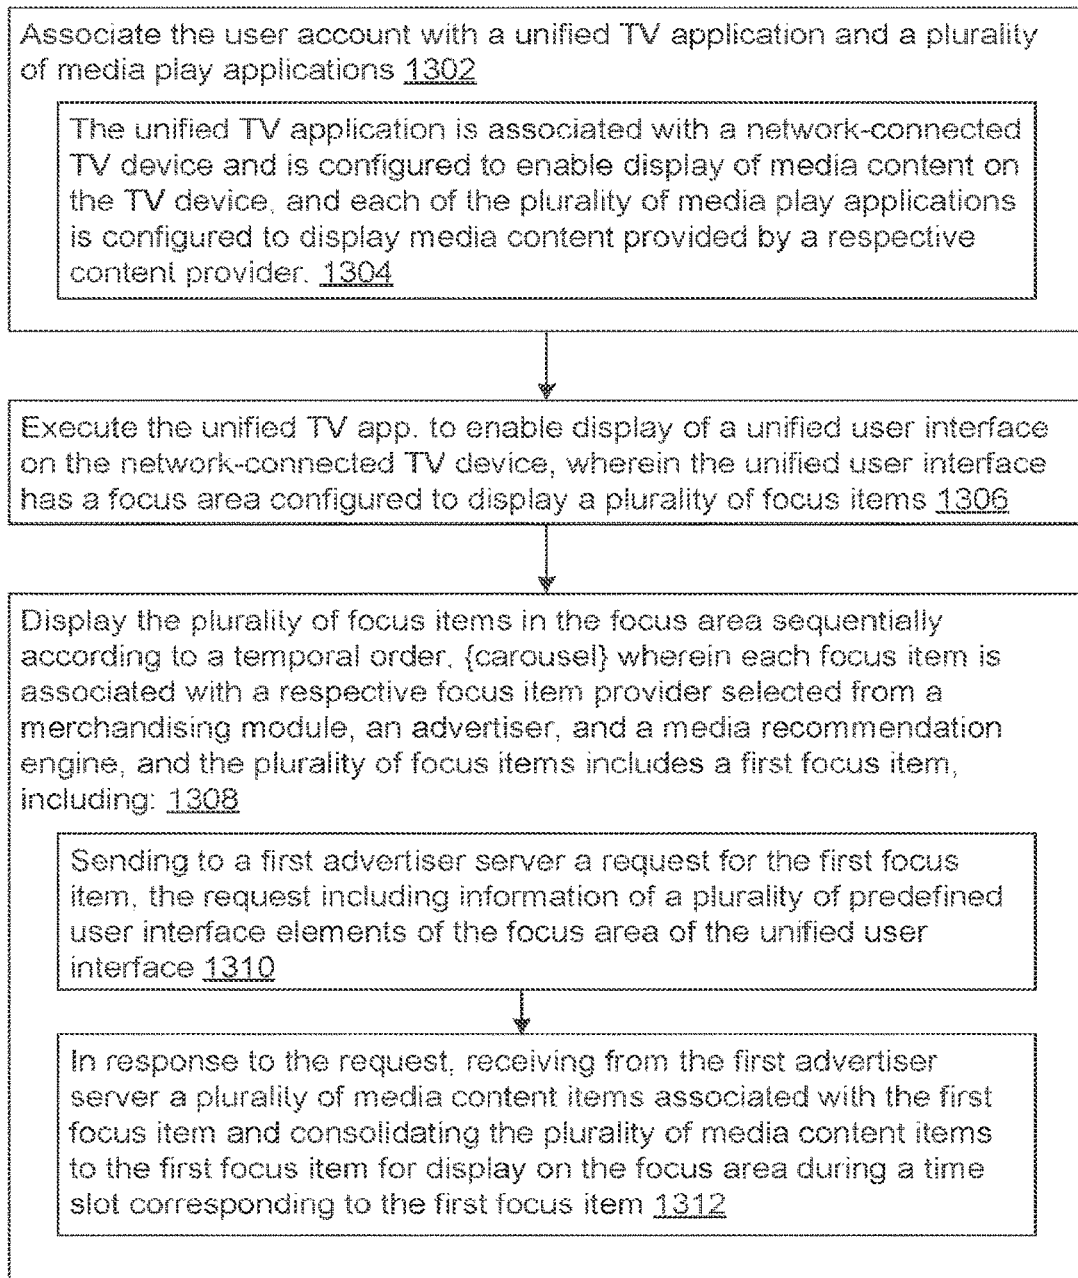 Associate the user account with a unified TV application and a plurality
of media play applications 1302
The unified TV application is associated with a network-connected
TV device and is configured to enable display of media content on
the TV device, and each of the plurality of media play applications
is configured to display media content provided by a respective
content provider. 1304
Execute the unified TV app. to enable display of a unified user interface
on the network-connected TV device, wherein the unified user interface
has a focus area configured to display a plurality of focus items 1306
Display the plurality of focus items in the focus area sequentially
according to a temporal order, {carousel} wherein each focus item is
associated with a respective focus item provider selected from a
merchandising module, an advertiser, and a media recommendation
engine, and the plurality of focus items includes a first focus item,
including: 1308
Sending to a first advertiser server a request for the first focus
item, the request including information of a plurality of predefined
user interface elements of the focus area of the unified user
interface 1310
In response to the request, receiving from the first advertiser
server a plurality of media content items associated with the first
focus item and consolidating the plurality of media content items
to the first focus item for display on the focus area during a time
slot corresponding to the first focus item 1312